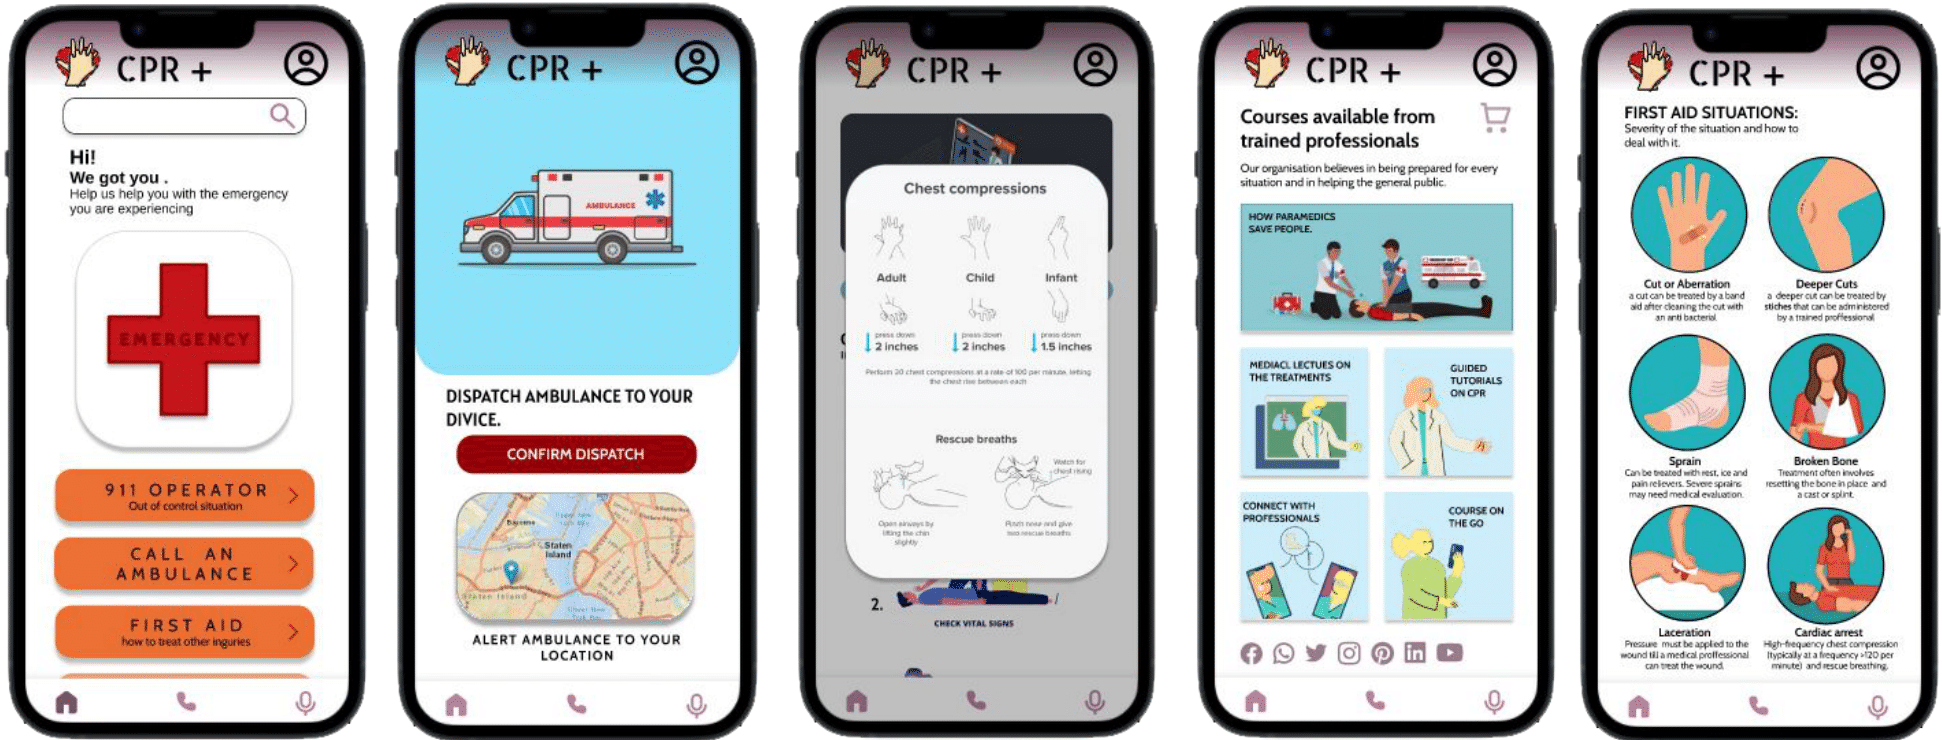 CPR +
Hi!
We got you .
Help us help you with the emergency
you are experiencing
EMERGENCY
911 OPERATOR
Out of control situation
CALL AN
AMBULANCE
FIRST AID
how to treat other inguries
CPR +
AMBULANCE
DISPATCH AMBULANCE TO YOUR
DIVICE.
CONFIRM DISPATCH
Bayonne
Staten
Island
Staten Island
ALERT AMBULANCE TO YOUR
LOCATION
CPR +
Chest compressions
Adult
Child
Infant
press down
2 inches
press down
2 inches
press down
1.5 inches
Perform 20 chest compressions at a rate of 100 per minute, letting
the chest rise between each
Rescue breaths
Watch for
chest rising
Open airways by
lifting the chin
slightly
Pinch nose and give
two rescue breaths
2.
CHECK VITAL SIGNS
CPR +
Courses available from
trained professionals
Our organisation believes in being prepared for every
situation and in helping the general public.
HOW PARAMEDICS
SAVE PEOPLE.
MEDIACL LECTUES ON
THE TREATMENTS
GUIDED
TUTORIALS
ON CPR
CONNECT WITH
PROFESSIONALS
COURSE ON
THE GO
CPR +
FIRST AID SITUATIONS:
Severity of the situation and how to
deal with it.
Cut or Aberration
a cut can be treated by a band
aid after cleaning the cut with
an anti bacterial
Deeper Cuts
a deeper cut can be treated by
stiches that can be administered
by a trained proffessional
Sprain
Can be treated with rest, ice and
pain relievers. Severe sprains
may need medical evaluation.
Broken Bone
Treatment often involves
resetting the bone in place and
a cast or splint.
Laceration
Pressure must be applied to the
wound till a medical proffessional
can treat the wound.
Cardiac arrest
High-frequency chest compression
(typically at a frequency >120 per
minute) and rescue breathing.